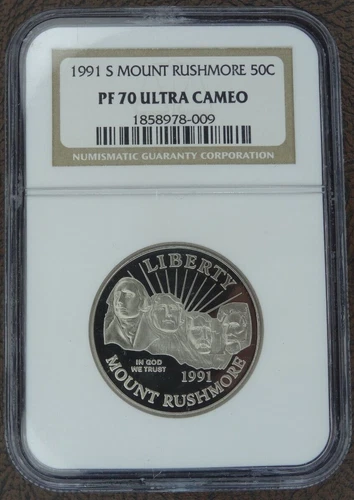 1991 S MOUNT RUSHMORE 50C
PF 70 ULTRA CAMEO
1858978-009
NUMISMATIC GUARANTY CORPORATION
LIBERTY
IN GOD
WE TRUST
1991
MOUNT RUSHMORE